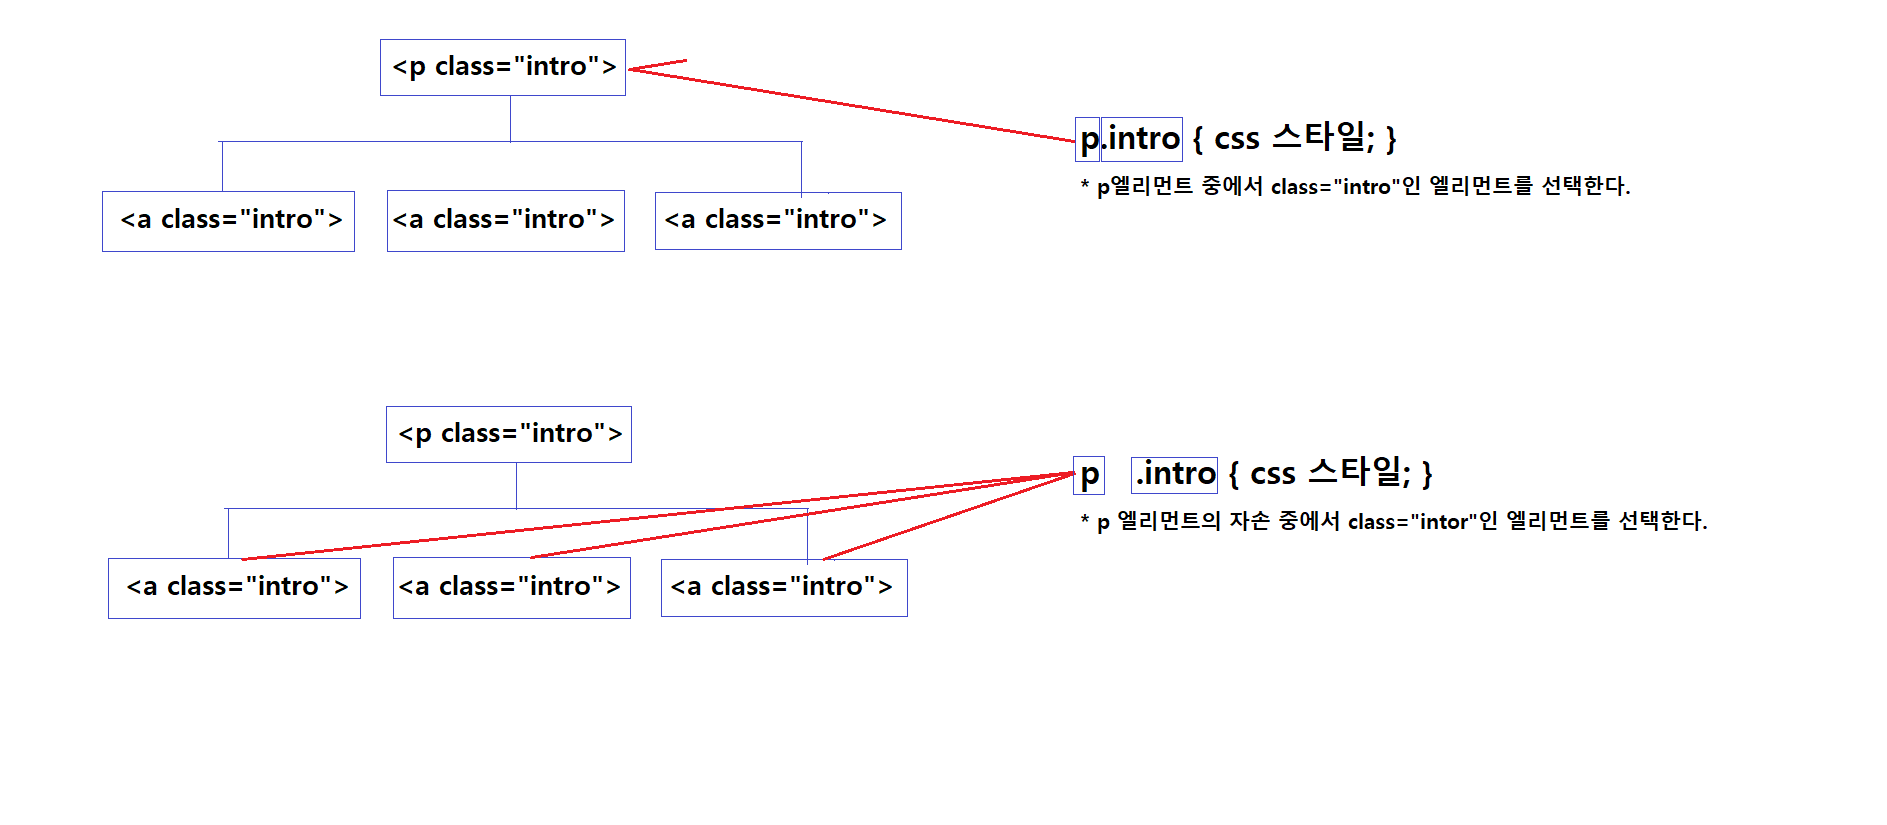 <p class="intro">
p.intro { css 스타일; }
* p엘리먼트 중에서 class="intro"인 엘리먼트를 선택한다.
<a class="intro"> <a class="intro"> <a class="intro">
<p class="intro">
p .intro { css 스타일; }
* p 엘리먼트의 자손 중에서 class="intor"인 엘리먼트를 선택한다.
<a class="intro"> <a class="intro"> <a class="intro">